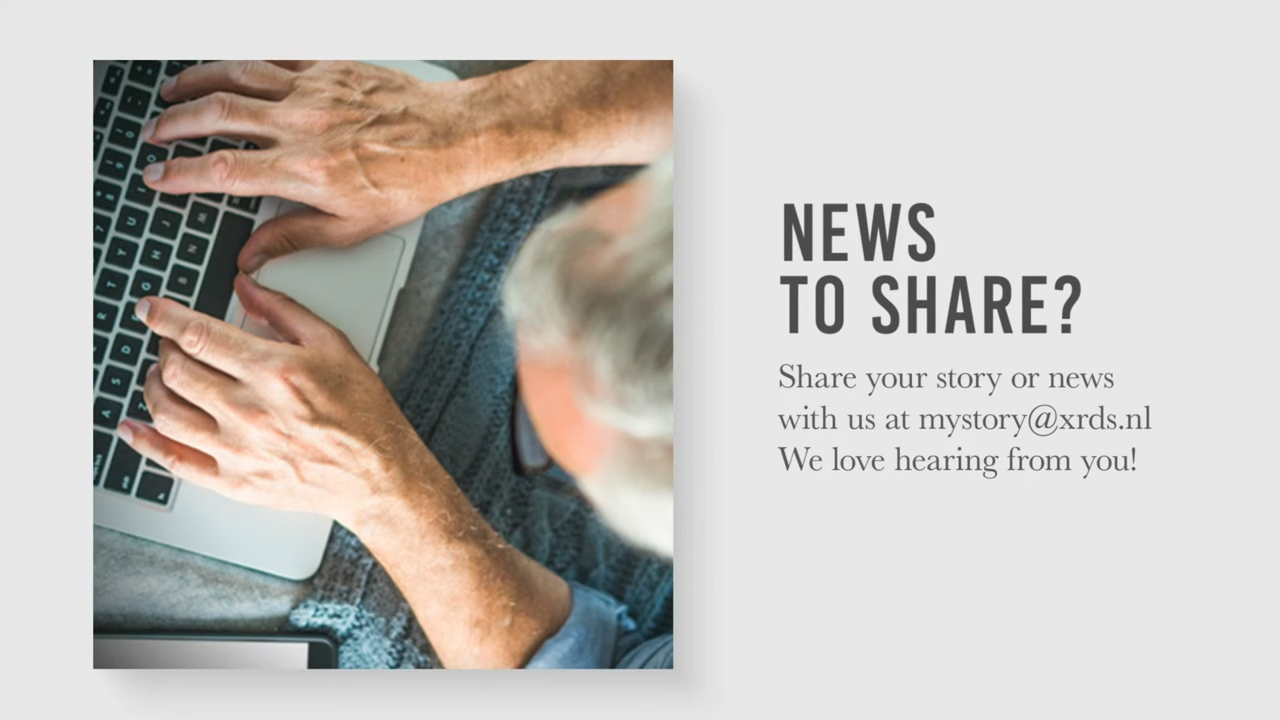 NEWS
TO SHARE?
Share your story or news
with us at mystory@xrds.nl
We love hearing from you!